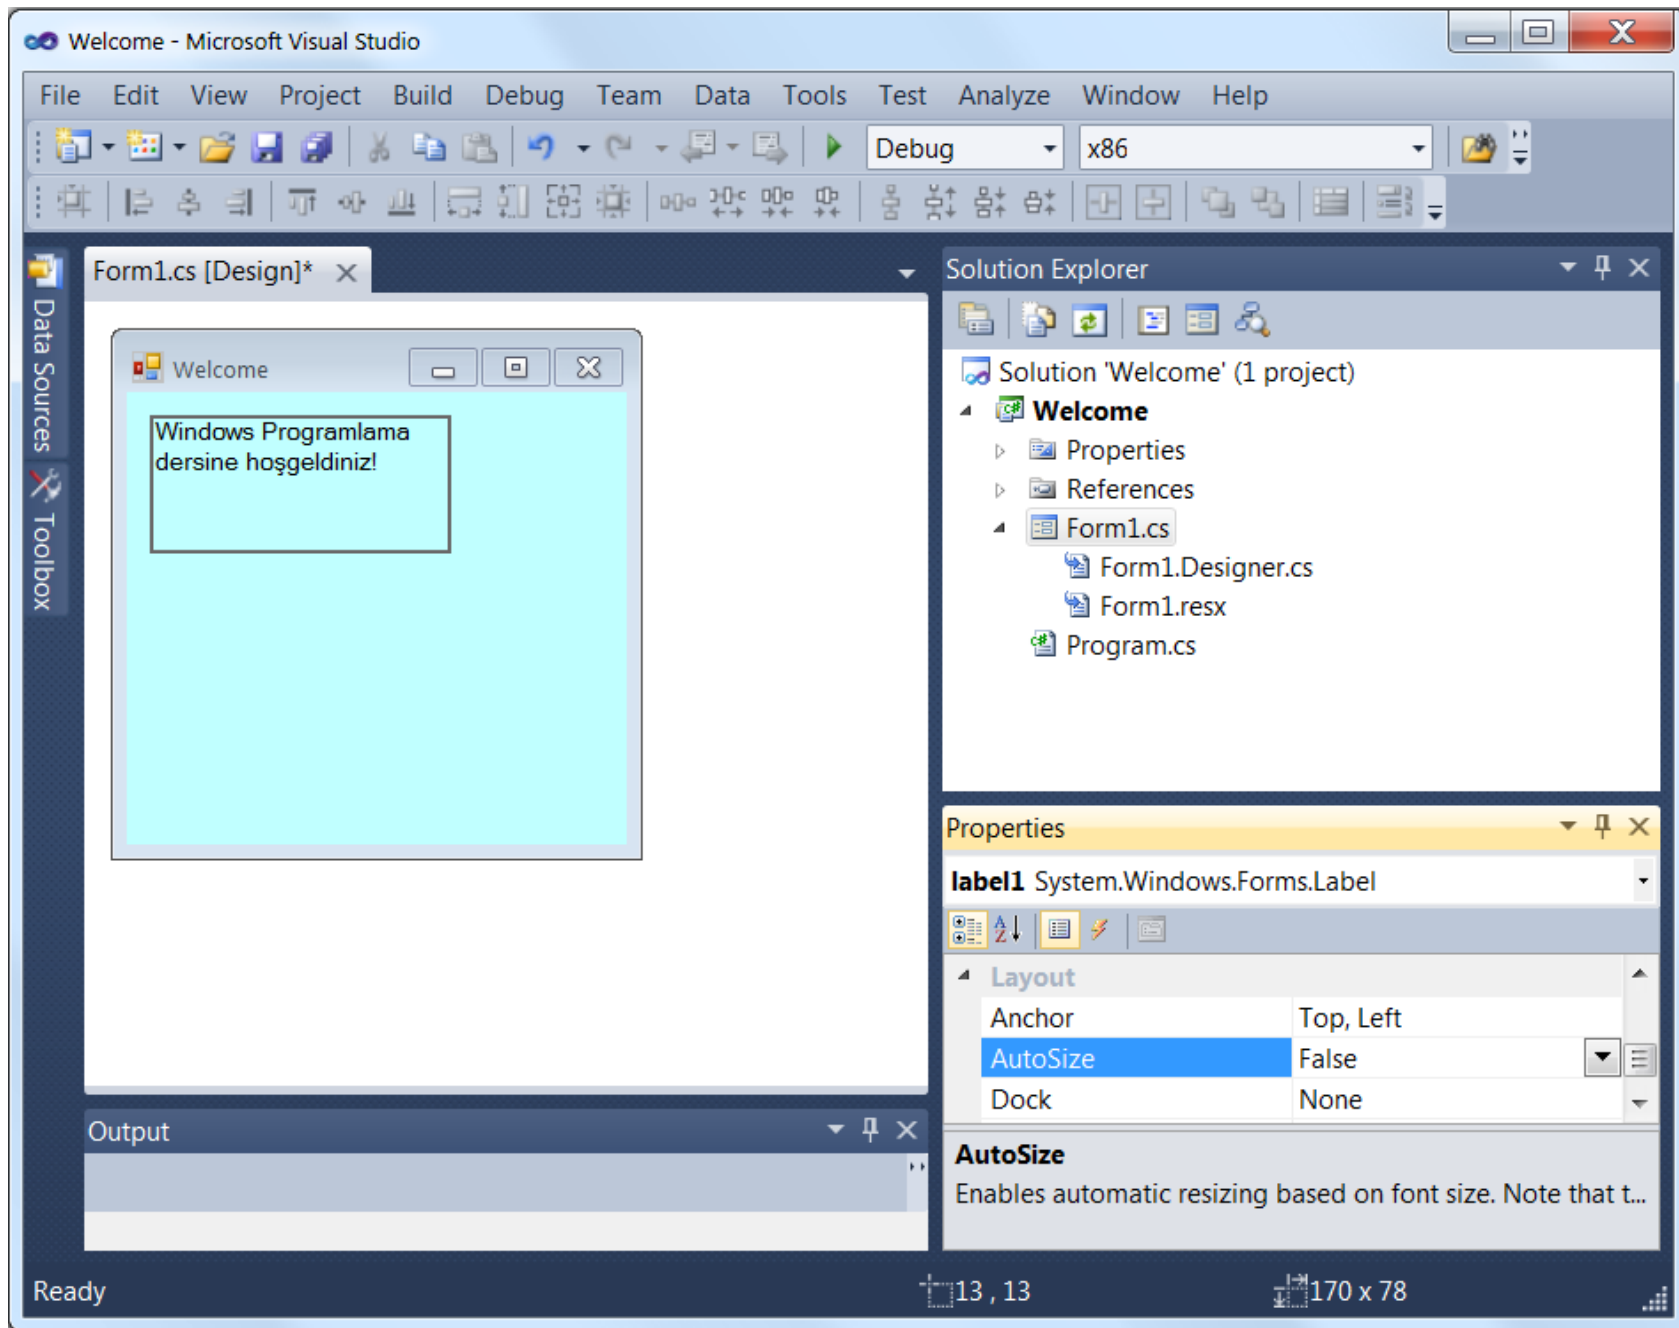 Welcome - Microsoft Visual Studio
File Edit View Project Build Debug Team Data Tools Test Analyze Window Help
Debug x86
Data Sources
Toolbox
Form1.cs [Design]*
Welcome
Windows Programlama
dersine hoşgeldiniz!
Output
Solution Explorer
Solution 'Welcome' (1 project)
Welcome
Properties
References
Form1.cs
Form1.Designer.cs
Form1.resx
Program.cs
Properties
label1 System.Windows.Forms.Label
Layout
Anchor Top, Left
AutoSize False
Dock None
AutoSize
Enables automatic resizing based on font size. Note that t...
Ready 13 , 13 170 x 78